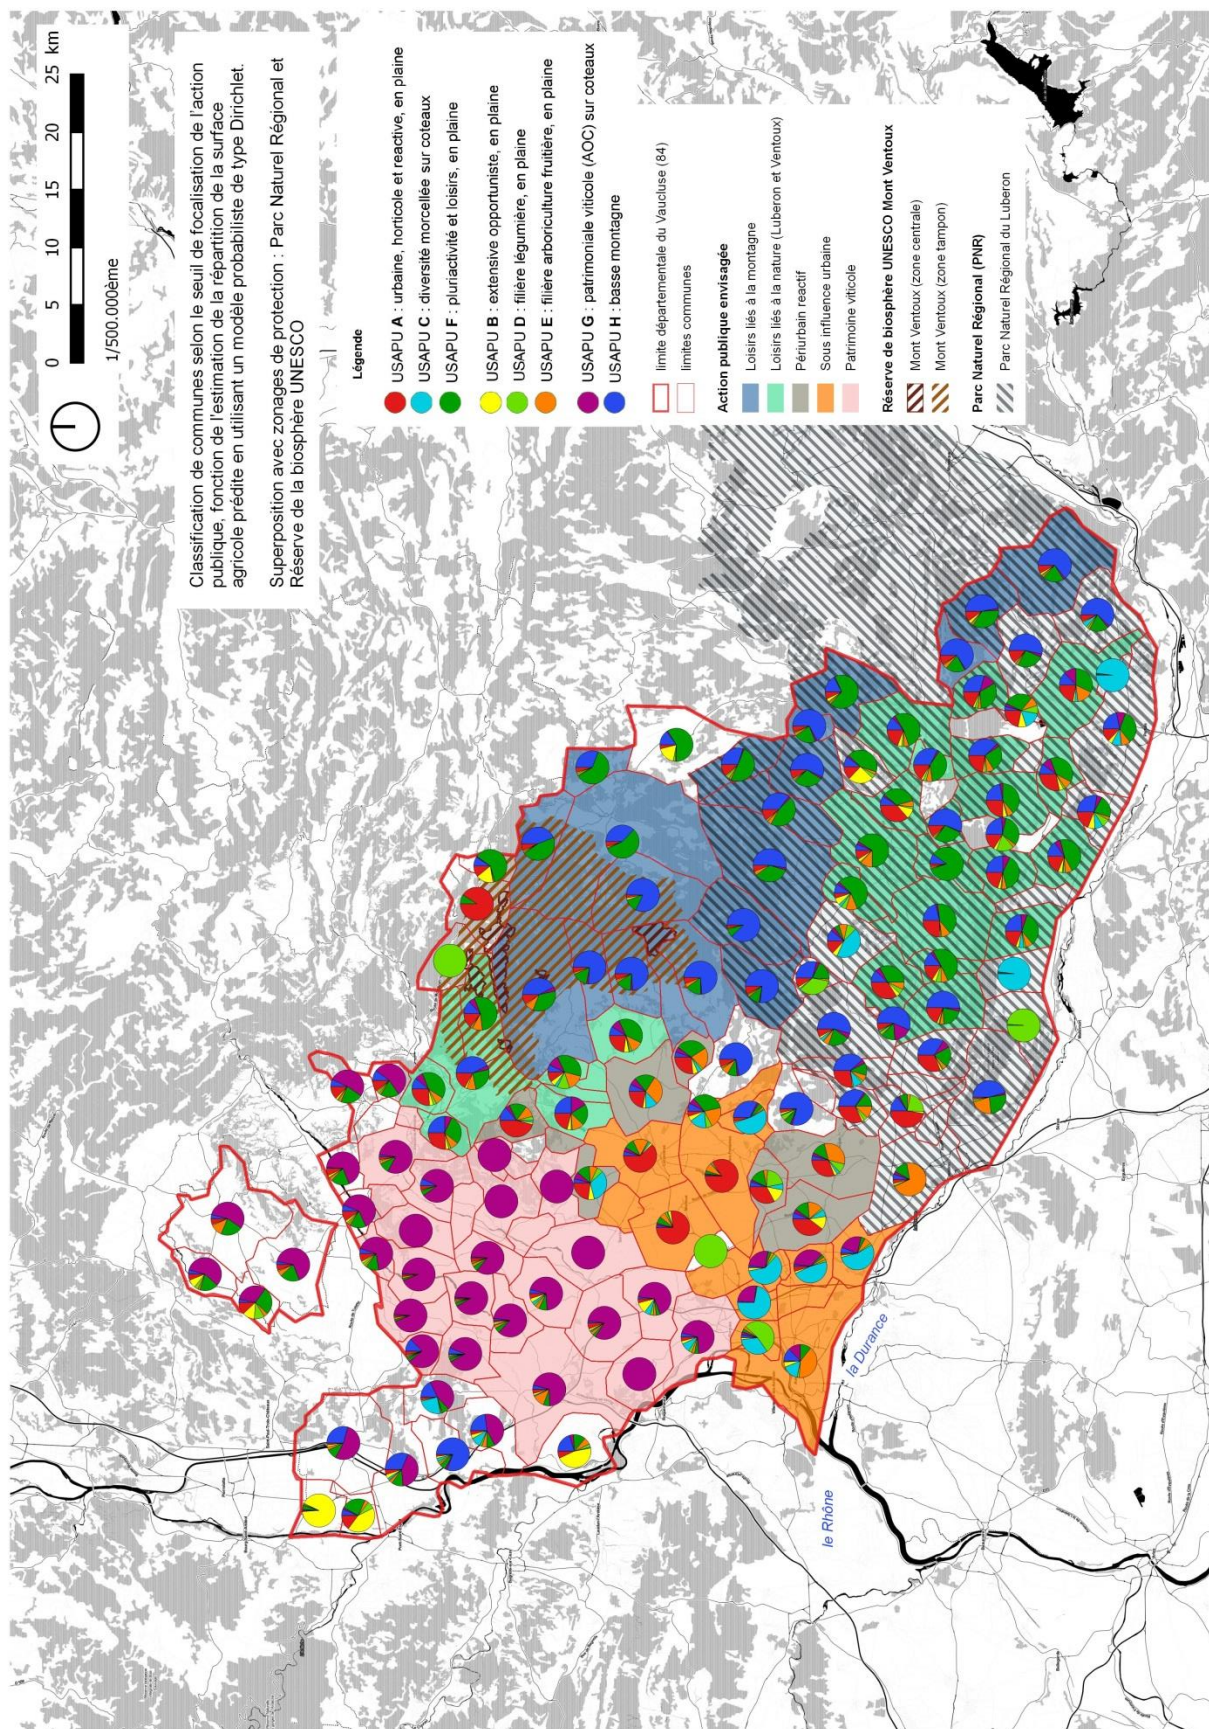 0 5 10 15 20 25 km
1/500.000ème
Classification de communes selon le seuil de focalisation de l'action
publique, fonction de l'estimation de la répartition de la surface
agricole prédite en utilisant un modèle probabiliste de type Dirichlet.
Superposition avec zonages de protection : Parc Naturel Régional et
Réserve de la biosphère UNESCO
Légende
USAPU A : urbaine, horticole et reactive, en plaine
USAPU C : diversité morcellée sur coteaux
USAPU F : pluriactivité et loisirs, en plaine
USAPU B : extensive opportuniste, en plaine
USAPU D : filière légumière, en plaine
USAPU E : filière arboriculture fruitière, en plaine
USAPU G : patrimoniale viticole (AOC) sur coteaux
USAPU H : basse montagne
limite départementale du Vaucluse (84)
limites communes
Action publique envisagée
Loisirs liés à la montagne
Loisirs liés à la nature (Luberon et Ventoux)
Périurbain reactif
Sous influence urbaine
Patrimoine viticole
Réserve de biosphère UNESCO Mont Ventoux
Mont Ventoux (zone centrale)
Mont Ventoux (zone tampon)
Parc Naturel Régional (PNR)
Parc Naturel Régional du Luberon
le Rhône
la Durance